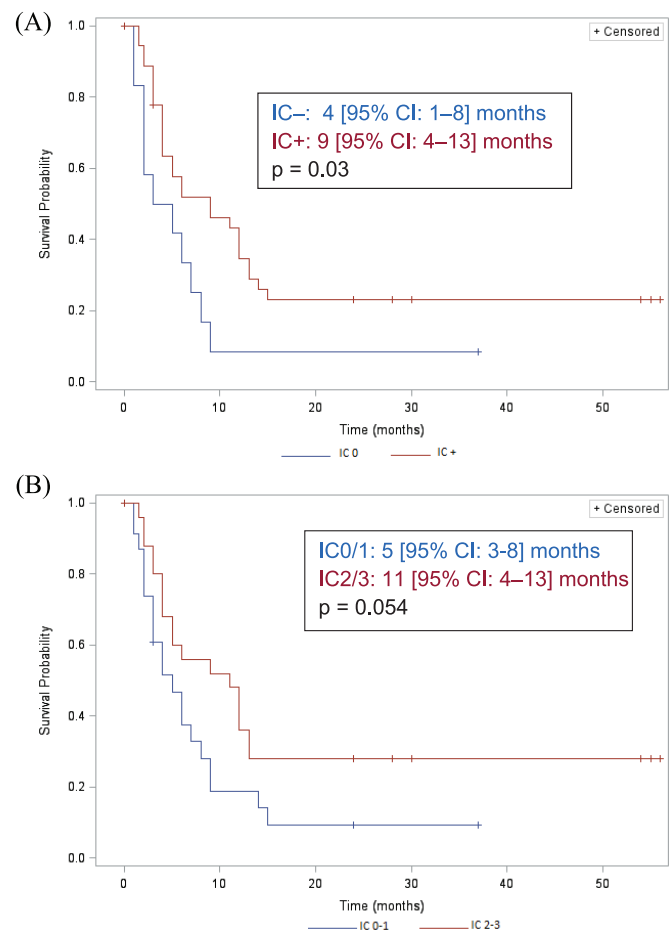 (A)
+ Censored
1.0
0.8
0.6
0.4
0.2
0.0
Survival Probability
IC–: 4 [95% CI: 1–8] months
IC+: 9 [95% CI: 4–13] months
p = 0.03
0 10 20 30 40 50
Time (months)
IC 0 IC +
(B)
+ Censored
1.0
0.8
0.6
0.4
0.2
0.0
Survival Probability
IC0/1: 5 [95% CI: 3-8] months
IC2/3: 11 [95% CI: 4–13] months
p = 0.054
0 10 20 30 40 50
Time (months)
IC 0-1 IC 2-3